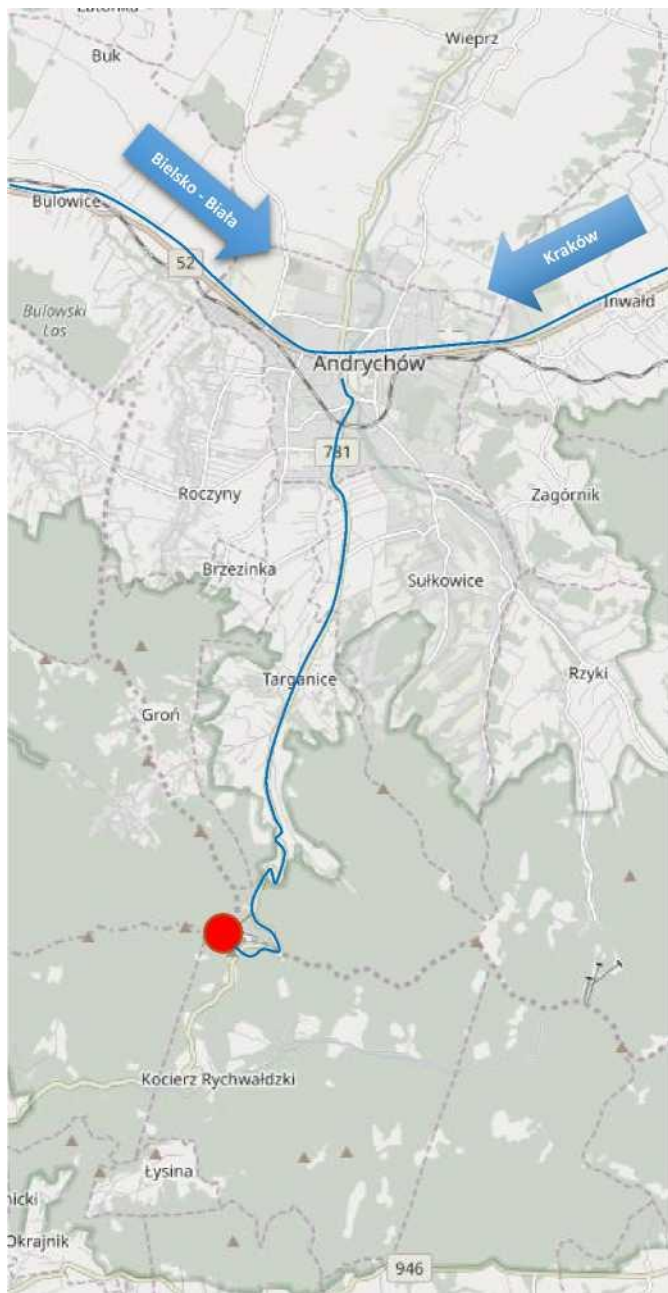 Wieprz
Buk
Bielsko - Biała
Bulowice
Kraków
52
Inwałd
Bulowski
Las
Andrychów
781
Roczyny
Zagórnik
Brzezinka
Sułkowice
Targanice
Rzyki
Groń
Kocierz Rychwałdzki
Łysina
nicki
Okrajnik
946